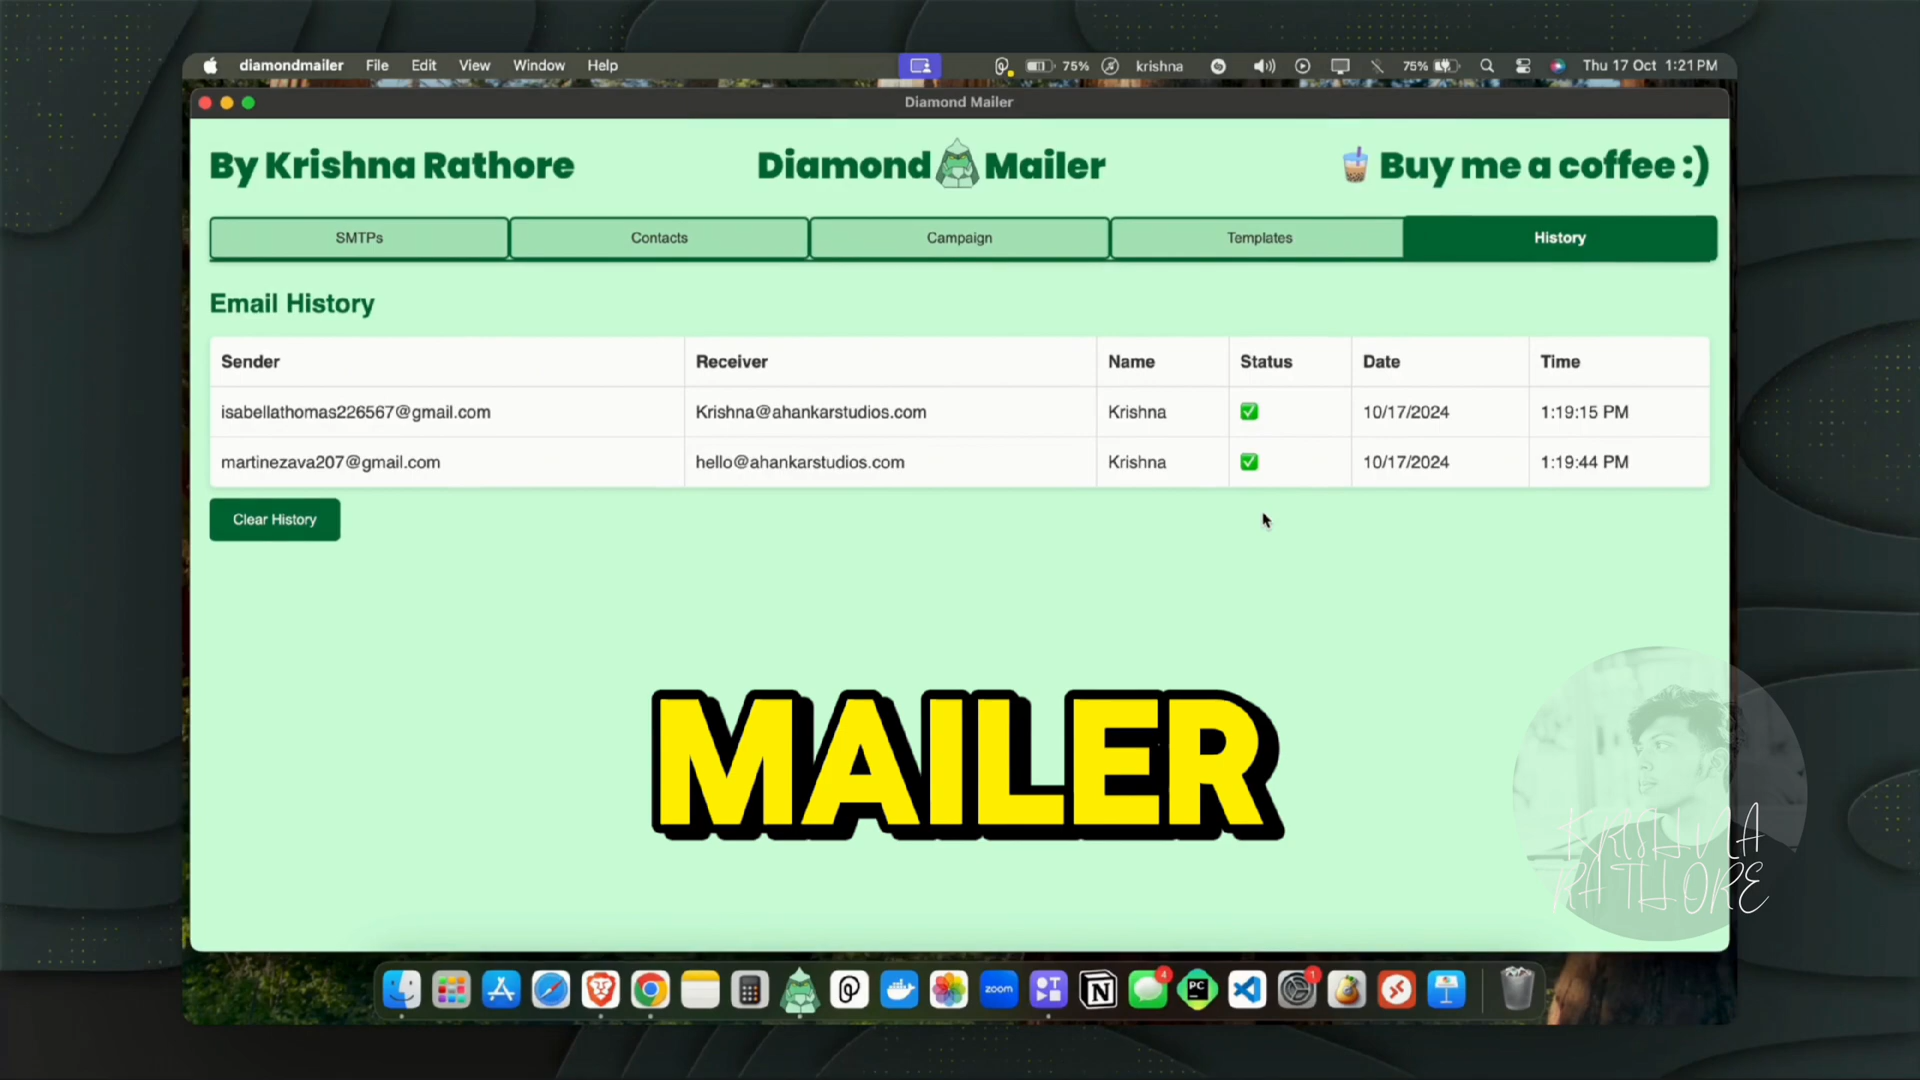 diamondmailer File Edit View Window Help 75% krishna 75% Thu 17 Oct 1:21 PM
Diamond Mailer
By Krishna Rathore Diamond Mailer Buy me a coffee :)
SMTPs Contacts Campaign Templates History
Email History
Sender Receiver Name Status Date Time
isabellathomas226567@gmail.com Krishna@ahankarstudios.com Krishna ✅ 10/17/2024 1:19:15 PM
martinezava207@gmail.com hello@ahankarstudios.com Krishna ✅ 10/17/2024 1:19:44 PM
Clear History
MAILER
KRISHNA
RATHORE
zoom N 4 PC 1